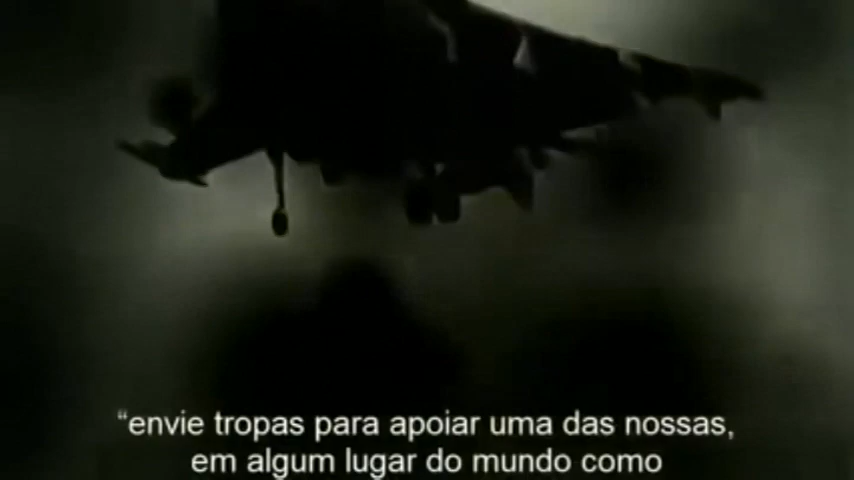 “envie tropas para apoiar uma das nossas,
em algum lugar do mundo como